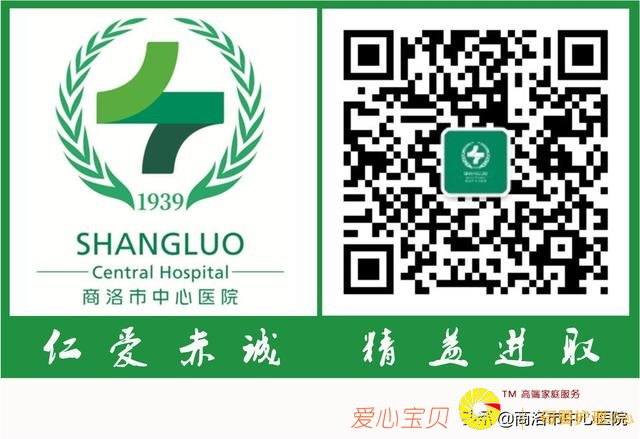 1939
SHANGLUO
Central Hospital
商洛市中心医院
仁爱赤诚 精益进取
TM 高端家庭服务
爱心宝贝
@商洛市中心医院